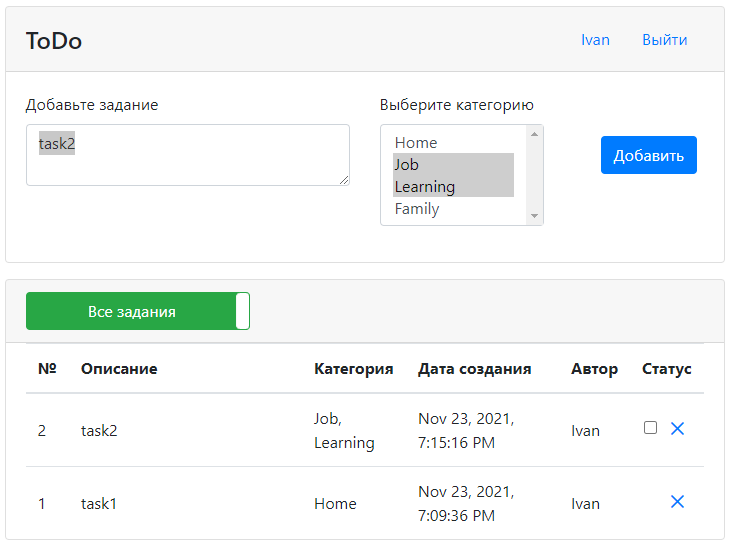 ToDo Ivan Выйти
Добавьте задание Выберите категорию
task2
Home
Job
Learning
Family
Добавить
Все задания
№ Описание Категория Дата создания Автор Статус
2 task2 Job, Learning Nov 23, 2021, 7:15:16 PM Ivan
1 task1 Home Nov 23, 2021, 7:09:36 PM Ivan